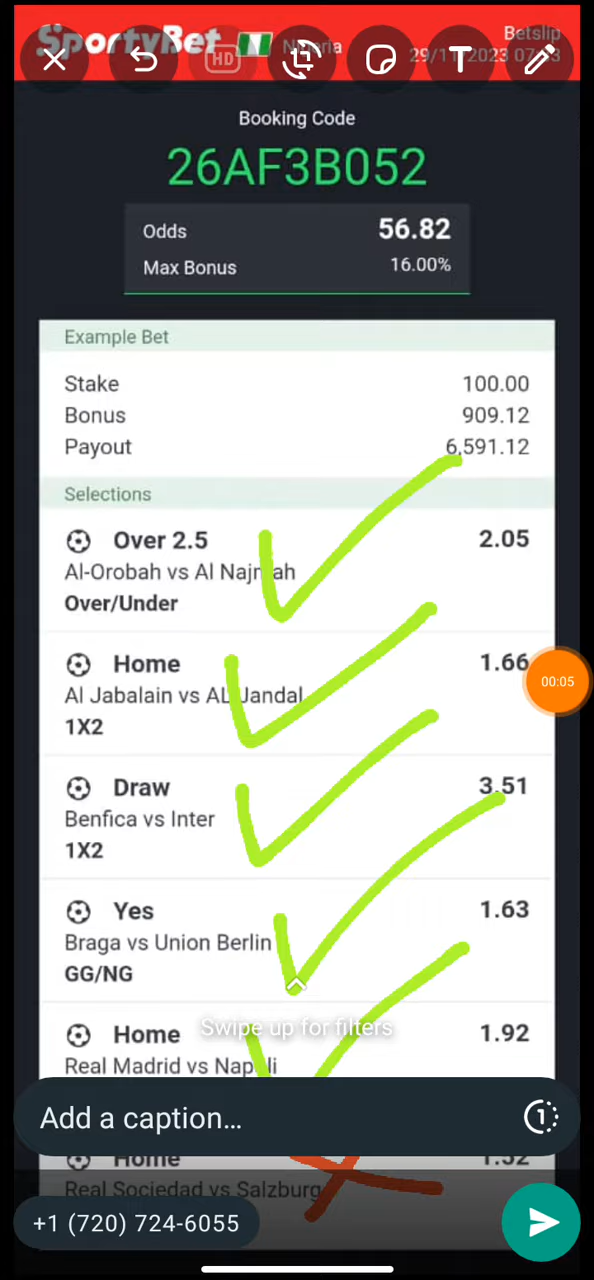 SportyBet Nigeria
Betslip
HD
T
29/11/2023
Booking Code
26AF3B052
Odds 56.82
Max Bonus 16.00%
Example Bet
Stake 100.00
Bonus 909.12
Payout 6,591.12
Selections
Over 2.5 2.05
Al-Orobah vs Al Najmah
Over/Under
Home 1.66
00:05
Al Jabalain vs AL Jandal
1X2
Draw 3.51
Benfica vs Inter
1X2
Yes 1.63
Braga vs Union Berlin
GG/NG
Swipe up for filters
Home 1.92
Real Madrid vs Napoli
Add a caption...
1
Home
Real Sociedad vs Salzburg
+1 (720) 724-6055